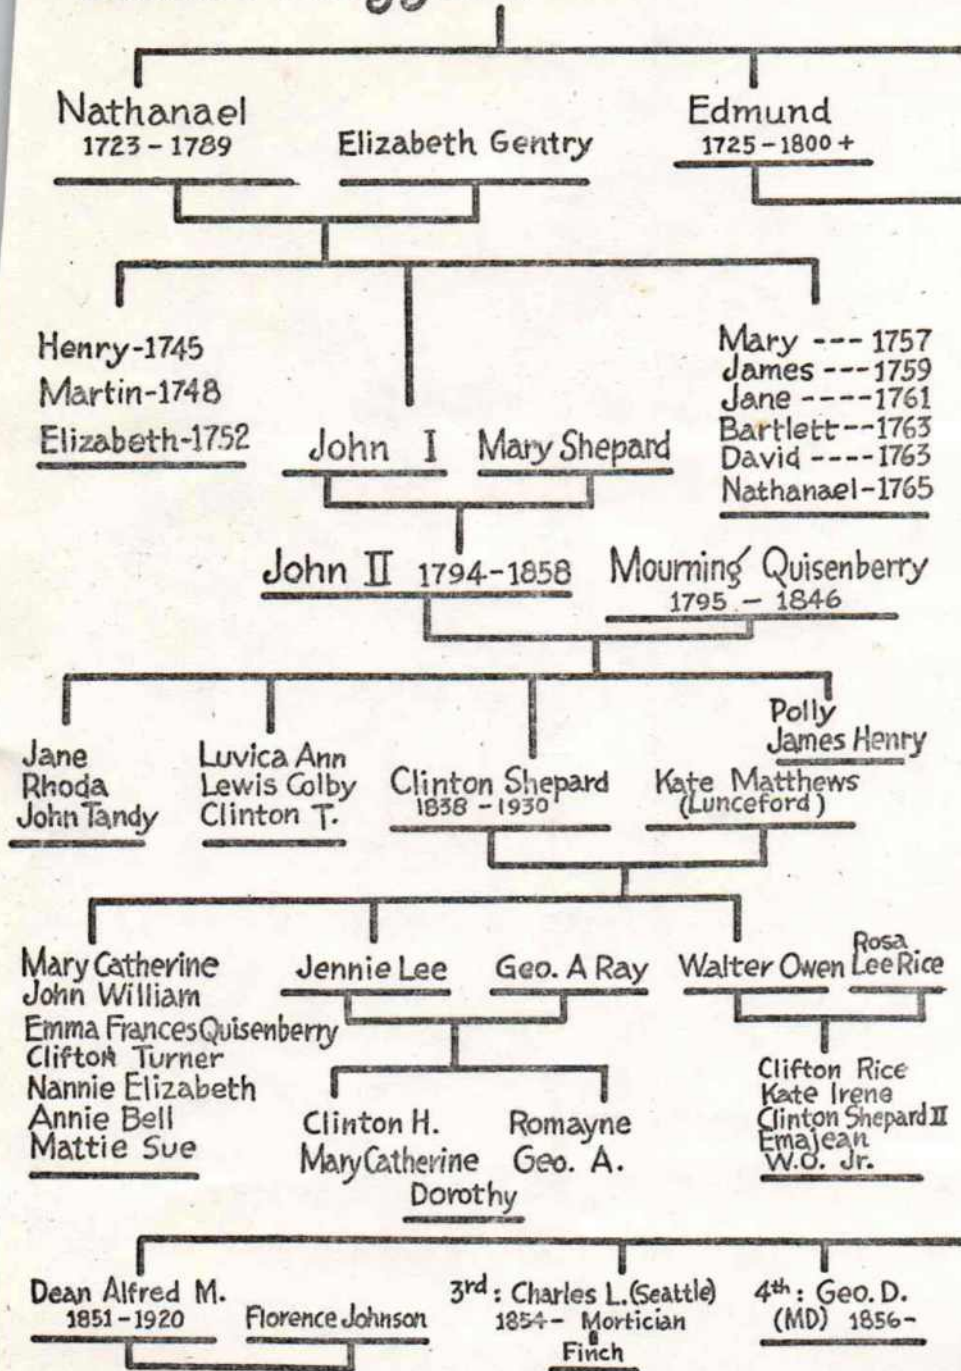 Nathanael
1723 - 1789
Elizabeth Gentry
Edmund
1725 - 1800 +
Henry-1745
Martin-1748
Elizabeth-1752
Mary --- 1757
James --- 1759
Jane ---- 1761
Bartlett -- 1763
David ---- 1763
Nathanael - 1765
John I
Mary Shepard
John II 1794-1858
Mourning Quisenberry
1795 - 1846
Jane
Rhoda
John Tandy
Luvica Ann
Lewis Colby
Clinton T.
Clinton Shepard
1838 - 1930
Polly
James Henry
Kate Matthews
(Lunceford)
Mary Catherine
John William
Emma Frances Quisenberry
Clifton Turner
Nannie Elizabeth
Annie Bell
Mattie Sue
Jennie Lee
Geo. A Ray
Walter Owen
Rosa
Lee Rice
Clinton H.
Mary Catherine
Romayne
Geo. A.
Dorothy
Clifton Rice
Kate Irene
Clinton Shepard II
Emajean
W.O. Jr.
Dean Alfred M.
1851 - 1920
Florence Johnson
3rd : Charles L. (Seattle)
1854- Mortician
Finch
4th : Geo. D.
(MD) 1856-